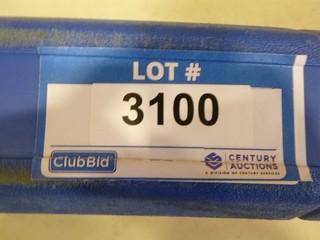 LOT #
3100
ClubBid
CENTURY
AUCTIONS
A DIVISION OF CENTURY SERVICES